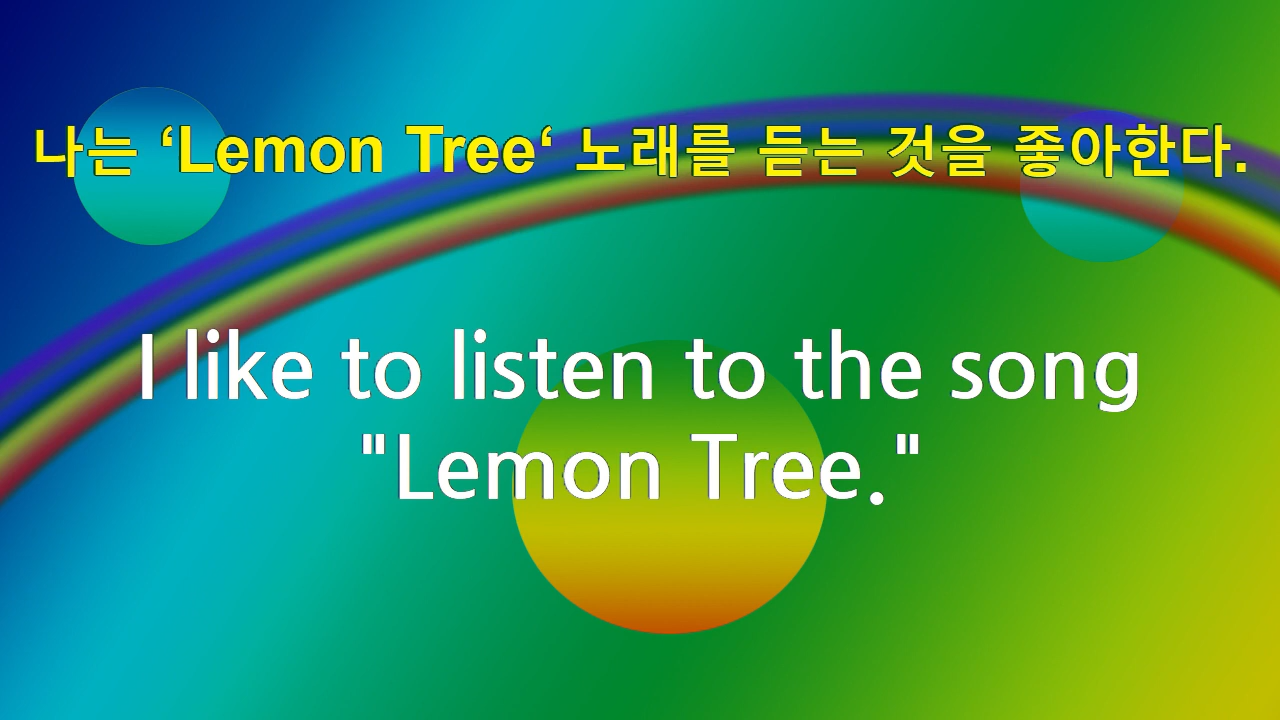 나는 ‘Lemon Tree‘ 노래를 듣는 것을 좋아한다.
I like to listen to the song
"Lemon Tree."